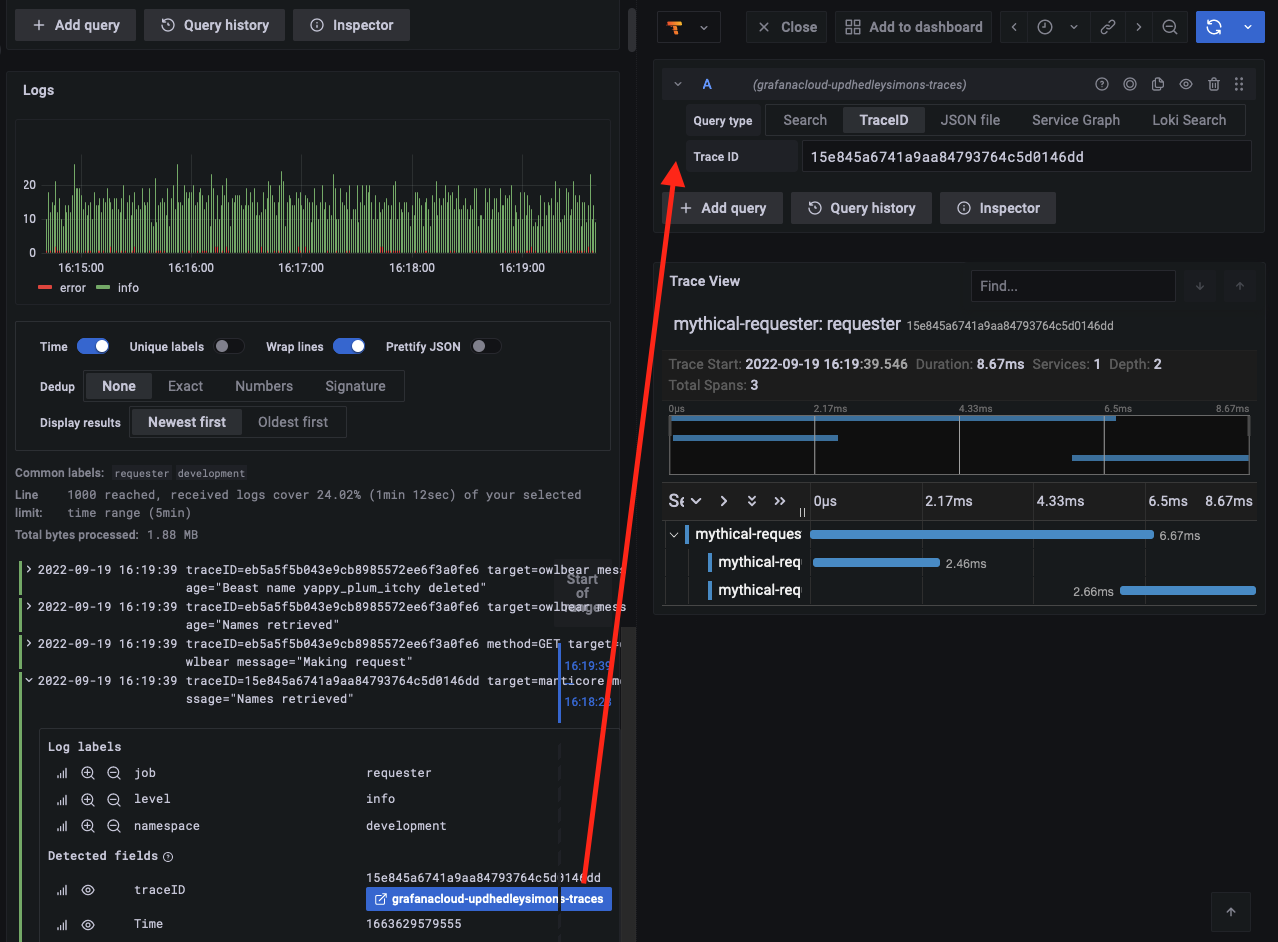 Add query
Query history
Inspector
Logs
20
10
0
16:15:00 16:16:00 16:17:00 16:18:00 16:19:00
error info
Time Unique labels Wrap lines Prettify JSON
Dedup None Exact Numbers Signature
Display results Newest first Oldest first
Common labels: requester development
Line limit: 1000 reached, received logs cover 24.02% (1min 12sec) of your selected
time range (5min)
Total bytes processed: 1.88 MB
2022-09-19 16:19:39 traceID=eb5a5f5b043e9cb8985572ee6f3a0fe6 target=owlbear mess
age="Beast name yappy_plum_itchy deleted"
2022-09-19 16:19:39 traceID=eb5a5f5b043e9cb8985572ee6f3a0fe6 target=owlbear mess
age="Names retrieved"
2022-09-19 16:19:39 traceID=eb5a5f5b043e9cb8985572ee6f3a0fe6 method=GET target=o
wlbear message="Making request"
2022-09-19 16:19:39 traceID=15e845a6741a9aa84793764c5d0146dd target=manticore me
ssage="Names retrieved"
Start
of
range
16:19:39
16:18:28
Log labels
job requester
level info
namespace development
Detected fields
traceID 15e845a6741a9aa84793764c5d0146dd
grafanacloud-updhedleysimons-traces
Time 1663629579555
Close
Add to dashboard
A (grafanacloud-updhedleysimons-traces)
Query type Search TraceID JSON file Service Graph Loki Search
Trace ID 15e845a6741a9aa84793764c5d0146dd
Add query
Query history
Inspector
Trace View
Find...
mythical-requester: requester 15e845a6741a9aa84793764c5d0146dd
Trace Start: 2022-09-19 16:19:39.546 Duration: 8.67ms Services: 1 Depth: 2
Total Spans: 3
0μs 2.17ms 4.33ms 6.5ms 8.67ms
Se 0μs 2.17ms 4.33ms 6.5ms 8.67ms
mythical-reques 6.67ms
mythical-req 2.46ms
mythical-req 2.66ms